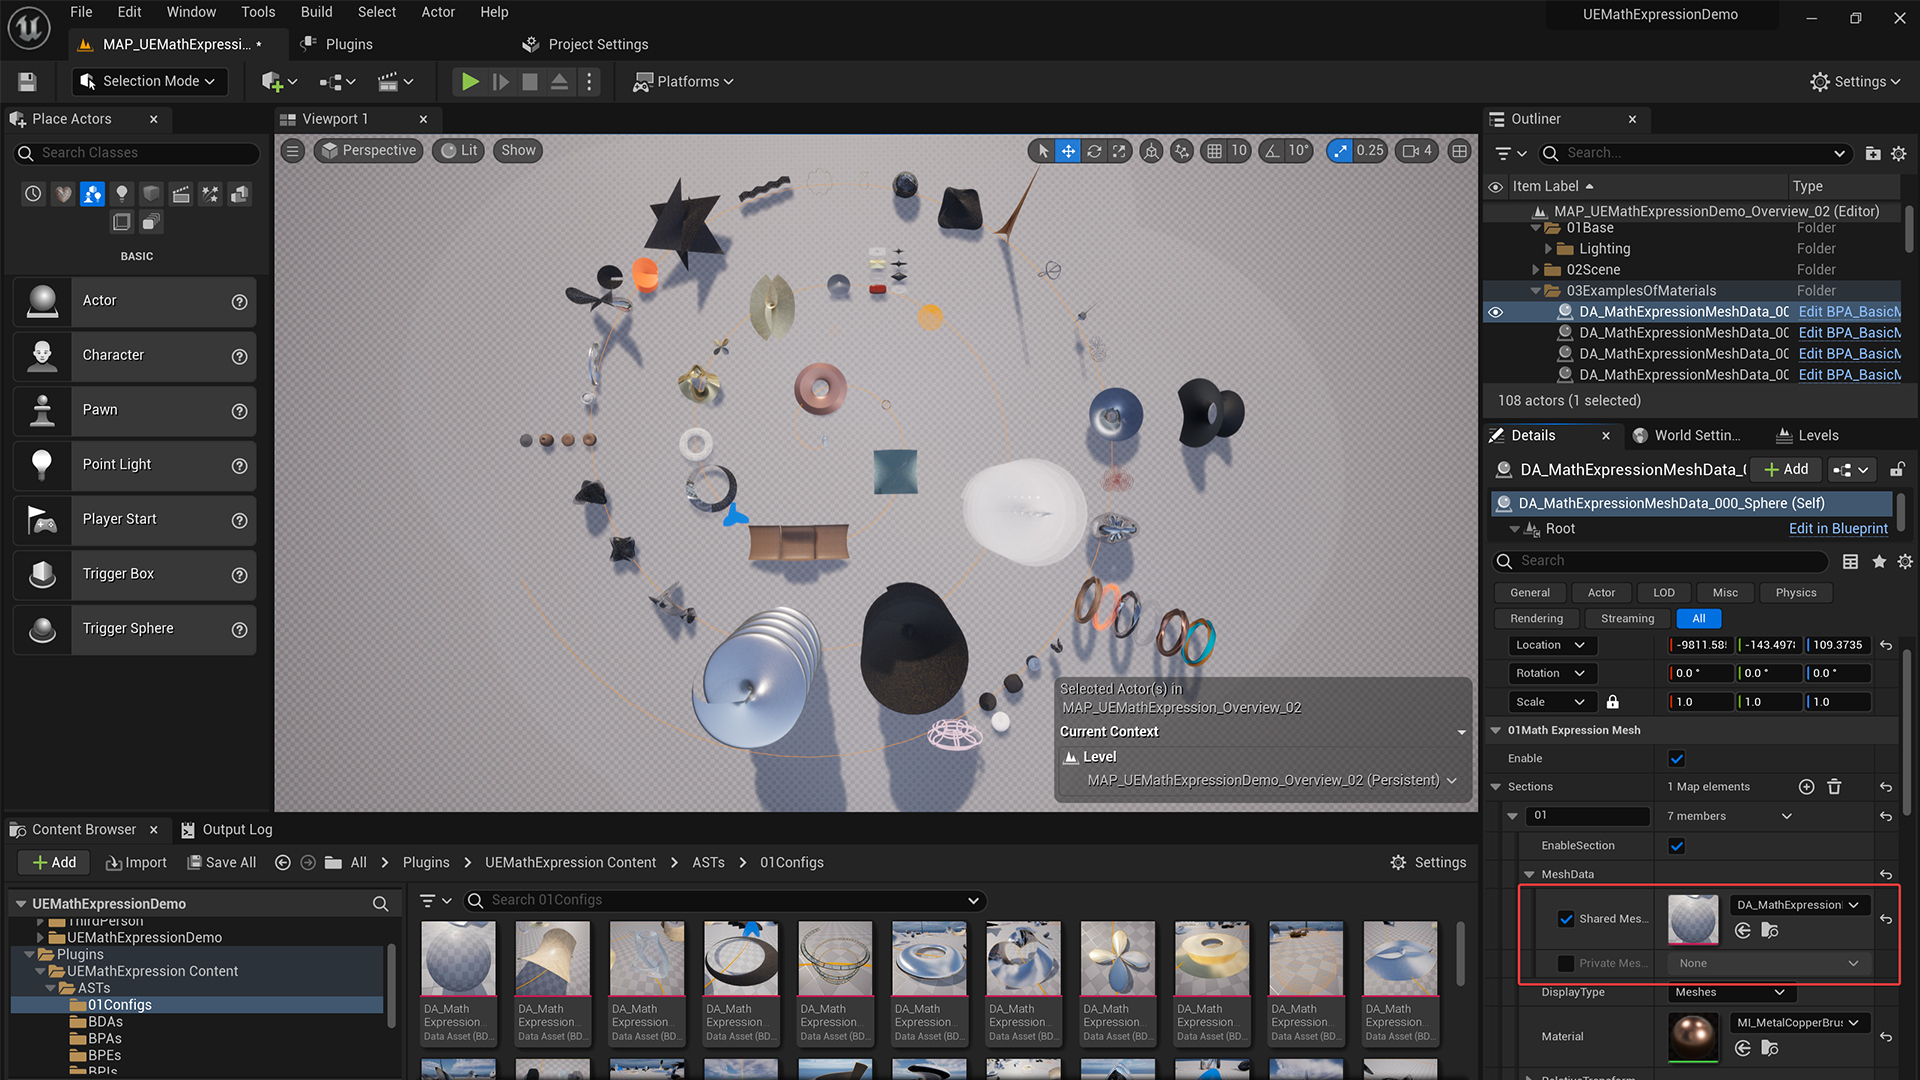 File Edit Window Tools Build Select Actor Help
UEMathExpressionDemo
MAP_UEMathExpressi... •
Plugins
Project Settings
Selection Mode
Platforms
Settings
Place Actors
Search Classes
BASIC
Actor
Character
Pawn
Point Light
Player Start
Trigger Box
Trigger Sphere
Viewport 1
Perspective
Lit
Show
10
10°
0.25
4
Selected Actor(s) in
MAP_UEMathExpression_Overview_02
Current Context
Level
MAP_UEMathExpressionDemo_Overview_02 (Persistent)
Outliner
Search...
Item Label
Type
MAP_UEMathExpressionDemo_Overview_02 (Editor)
01Base Folder
Lighting Folder
02Scene Folder
03ExamplesOfMaterials Folder
DA_MathExpressionMeshData_00 Edit BPA_BasicM
DA_MathExpressionMeshData_00 Edit BPA_BasicM
DA_MathExpressionMeshData_00 Edit BPA_BasicM
DA_MathExpressionMeshData_00 Edit BPA_BasicM
108 actors (1 selected)
Details
World Settin...
Levels
DA_MathExpressionMeshData_0
Add
DA_MathExpressionMeshData_000_Sphere (Self)
Root
Edit in Blueprint
Search
General Actor LOD Misc Physics
Rendering Streaming All
Location -9811.585 -143.497 109.3735
Rotation 0.0 ° 0.0 ° 0.0 °
Scale 1.0 1.0 1.0
01Math Expression Mesh
Enable
Sections 1 Map elements
01 7 members
EnableSection
MeshData
Shared Mes... DA_MathExpression
Private Mes... None
DisplayType Meshes
Material MI_MetalCopperBrus
RelativeTransform
Content Browser
Output Log
Add
Import
Save All
All > Plugins > UEMathExpression Content > ASTs > 01Configs
Settings
UEMathExpressionDemo
ThirdPerson
UEMathExpressionDemo
Plugins
UEMathExpression Content
ASTs
01Configs
BDAs
BPAs
BPEs
BPIs
Search 01Configs
DA_Math Expression... Data Asset (BD...
DA_Math Expression... Data Asset (BD...
DA_Math Expression... Data Asset (BD...
DA_Math Expression... Data Asset (BD...
DA_Math Expression... Data Asset (BD...
DA_Math Expression... Data Asset (BD...
DA_Math Expression... Data Asset (BD...
DA_Math Expression... Data Asset (BD...
DA_Math Expression... Data Asset (BD...
DA_Math Expression... Data Asset (BD...
DA_Math Expression... Data Asset (BD...